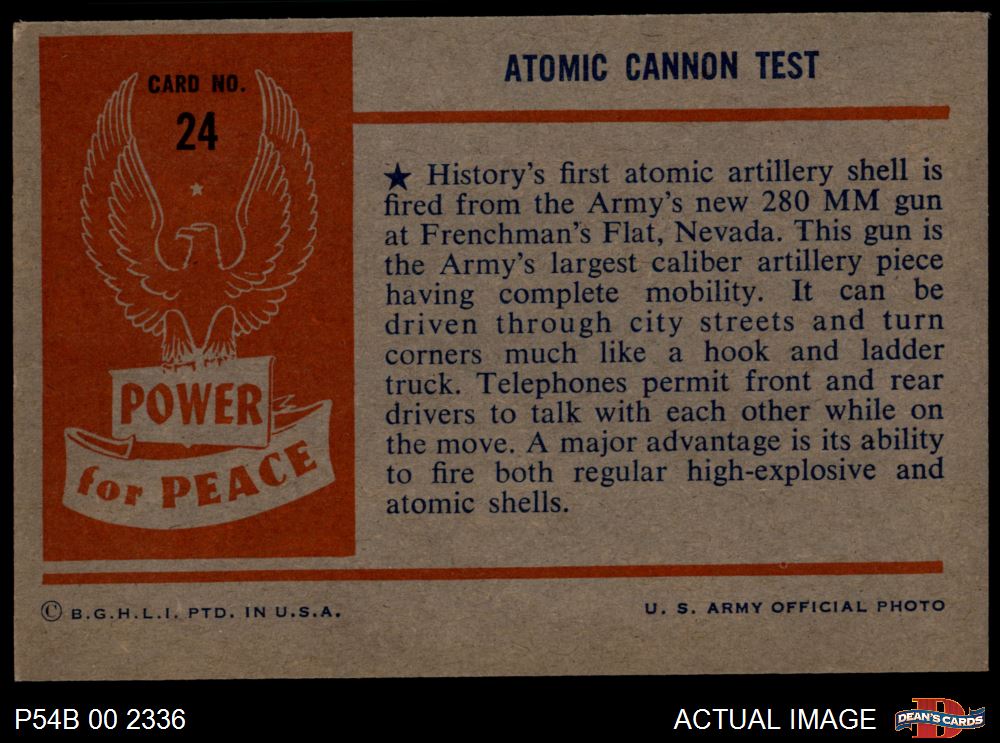 CARD NO.
24
POWER
for PEACE
ATOMIC CANNON TEST
★ History's first atomic artillery shell is
fired from the Army's new 280 MM gun
at Frenchman's Flat, Nevada. This gun is
the Army's largest caliber artillery piece
having complete mobility. It can be
driven through city streets and turn
corners much like a hook and ladder
truck. Telephones permit front and rear
drivers to talk with each other while on
the move. A major advantage is its ability
to fire both regular high-explosive and
atomic shells.
© B.G.H.L.I. PTD. IN U.S.A.
U. S. ARMY OFFICIAL PHOTO
P54B 00 2336
ACTUAL IMAGE
D
DEAN'S CARDS